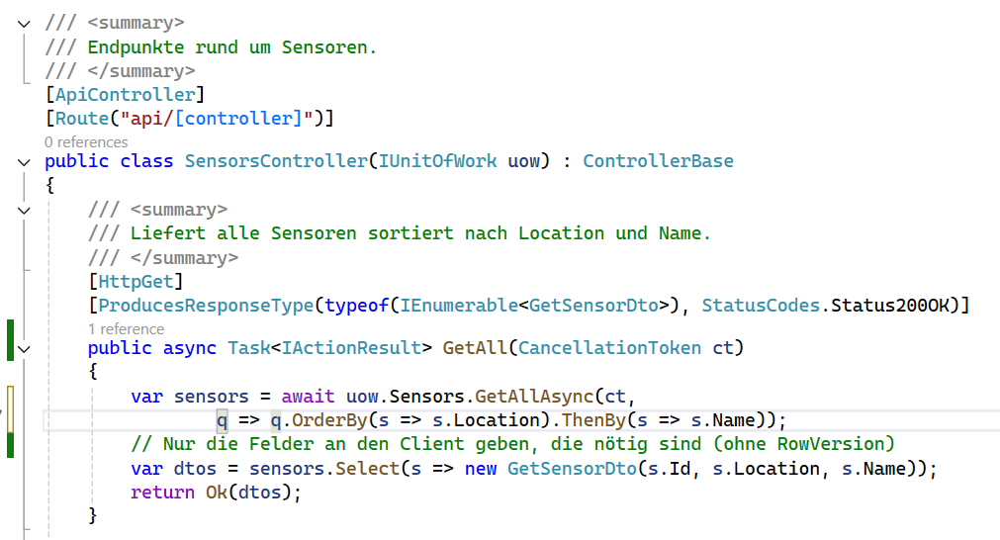 /// <summary>
/// Endpunkte rund um Sensoren.
/// </summary>
[ApiController]
[Route("api/[controller]")]
0 references
public class SensorsController(IUnitOfWork uow) : ControllerBase
{
/// <summary>
/// Liefert alle Sensoren sortiert nach Location und Name.
/// </summary>
[HttpGet]
[ProducesResponseType(typeof(IEnumerable<GetSensorDto>), StatusCodes.Status200OK)]
1 reference
public async Task<IActionResult> GetAll(CancellationToken ct)
{
var sensors = await uow.Sensors.GetAllAsync(ct,
q => q.OrderBy(s => s.Location).ThenBy(s => s.Name));
// Nur die Felder an den Client geben, die nötig sind (ohne RowVersion)
var dtos = sensors.Select(s => new GetSensorDto(s.Id, s.Location, s.Name));
return Ok(dtos);
}